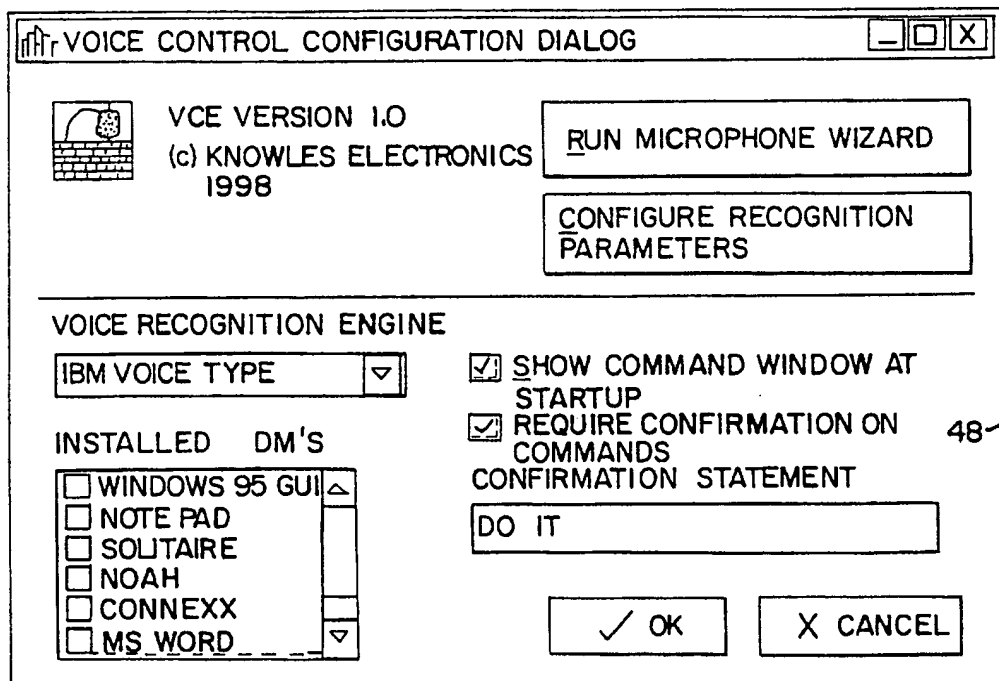 VOICE CONTROL CONFIGURATION DIALOG
VCE VERSION 1.0
(c) KNOWLES ELECTRONICS
1998
RUN MICROPHONE WIZARD
CONFIGURE RECOGNITION
PARAMETERS
VOICE RECOGNITION ENGINE
IBM VOICE TYPE
SHOW COMMAND WINDOW AT
STARTUP
REQUIRE CONFIRMATION ON
COMMANDS
48
CONFIRMATION STATEMENT
DO IT
INSTALLED DM'S
WINDOWS 95 GUI
NOTE PAD
SOLITAIRE
NOAH
CONNEXX
MS WORD
OK
X CANCEL